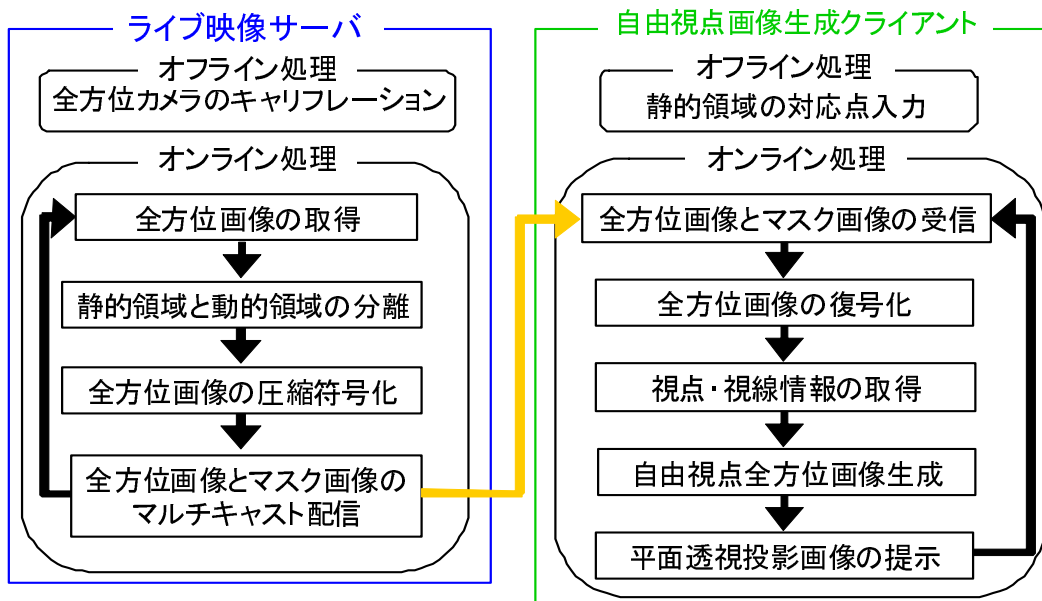 ライブ映像サーバ
オフライン処理
全方位カメラのキャリフレーション
オンライン処理
全方位画像の取得
静的領域と動的領域の分離
全方位画像の圧縮符号化
全方位画像とマスク画像の
マルチキャスト配信
自由視点画像生成クライアント
オフライン処理
静的領域の対応点入力
オンライン処理
全方位画像とマスク画像の受信
全方位画像の復号化
視点・視線情報の取得
自由視点全方位画像生成
平面透視投影画像の提示